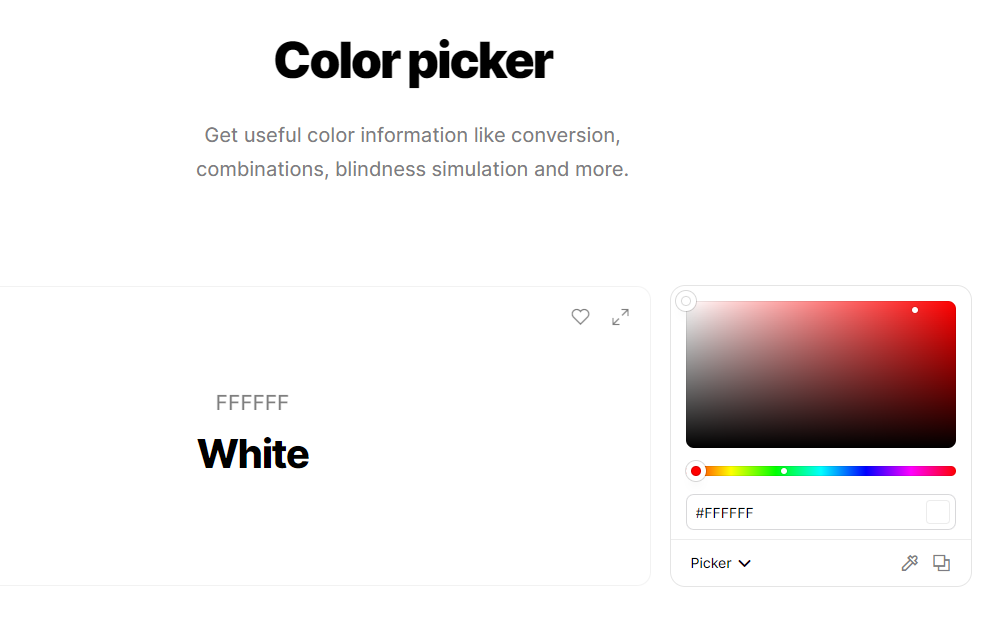 Color picker
Get useful color information like conversion,
combinations, blindness simulation and more.
FFFFFF
White
#FFFFFF
Picker